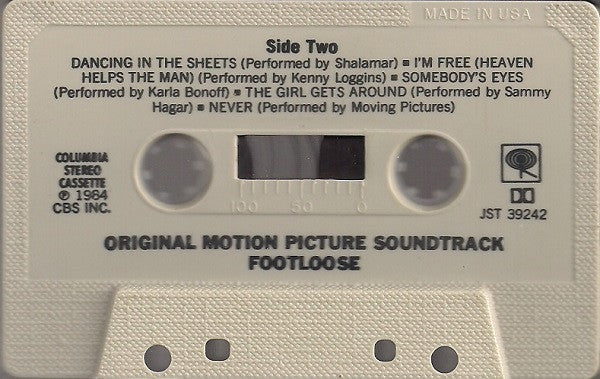 MADE IN USA
Side Two
DANCING IN THE SHEETS (Performed by Shalamar) ▪ I'M FREE (HEAVEN
HELPS THE MAN) (Performed by Kenny Loggins) ▪ SOMEBODY'S EYES
(Performed by Karla Bonoff) ▪ THE GIRL GETS AROUND (Performed by Sammy
Hagar) ▪ NEVER (Performed by Moving Pictures)
COLUMBIA
STEREO
CASSETTE
℗ 1984
CBS INC.
100 50 0
JST 39242
ORIGINAL MOTION PICTURE SOUNDTRACK
FOOTLOOSE